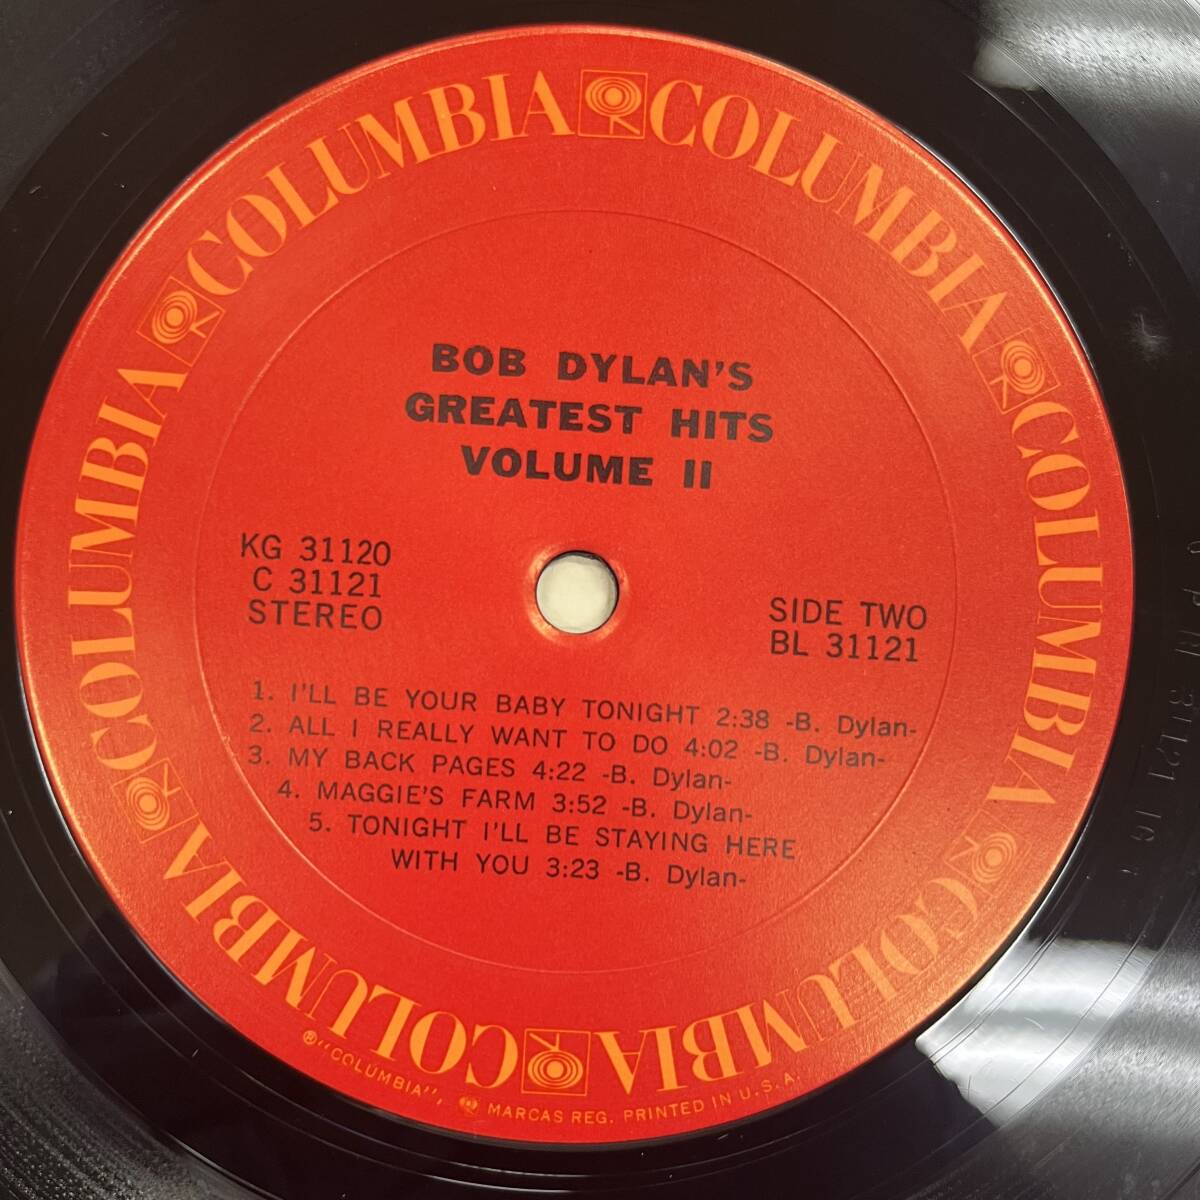 COLUMBIA COLUMBIA COLUMBIA COLUMBIA COLUMBIA COLUMBIA
BOB DYLAN'S
GREATEST HITS
VOLUME II
KG 31120
C 31121
STEREO
SIDE TWO
BL 31121
1. I'LL BE YOUR BABY TONIGHT 2:38 -B. Dylan-
2. ALL I REALLY WANT TO DO 4:02 -B. Dylan-
3. MY BACK PAGES 4:22 -B. Dylan-
4. MAGGIE'S FARM 3:52 -B. Dylan-
5. TONIGHT I'LL BE STAYING HERE
WITH YOU 3:23 -B. Dylan-
®"COLUMBIA", MARCAS REG. PRINTED IN U.S.A.